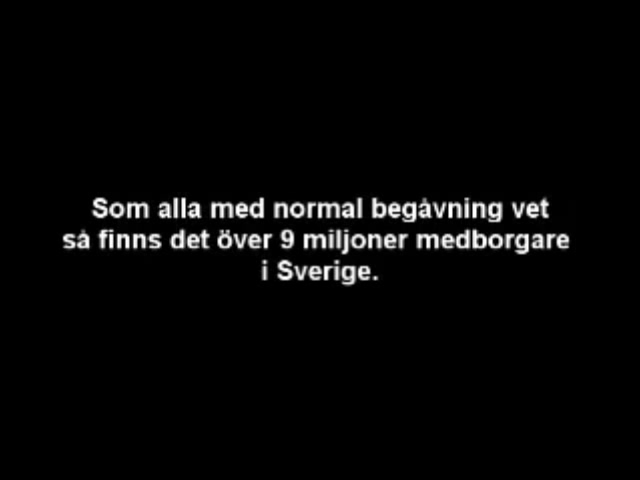 Som alla med normal begåvning vet
så finns det över 9 miljoner medborgare
i Sverige.